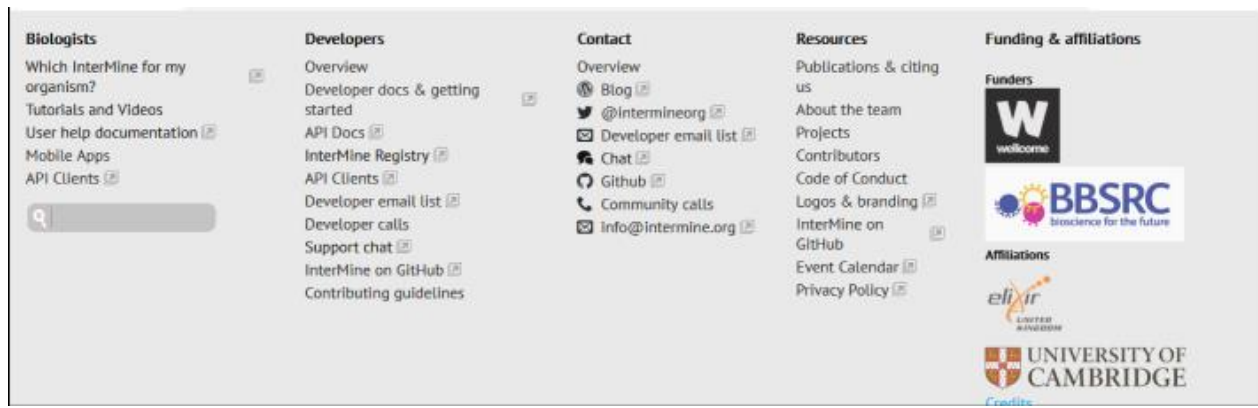 Biologists
Which InterMine for my
organism?
Tutorials and Videos
User help documentation
Mobile Apps
API Clients
Developers
Overview
Developer docs & getting
started
API Docs
InterMine Registry
API Clients
Developer email list
Developer calls
Support chat
InterMine on GitHub
Contributing guidelines
Contact
Overview
Blog
@intermineorg
Developer email list
Chat
Github
Community calls
info@intermine.org
Resources
Publications & citing
us
About the team
Projects
Contributors
Code of Conduct
Logos & branding
InterMine on
GitHub
Event Calendar
Privacy Policy
Funding & affiliations
Funders
W
wellcome
BBSRC
bioscience for the future
Affiliations
elixir
UNITED
KINGDOM
UNIVERSITY OF
CAMBRIDGE
Credits